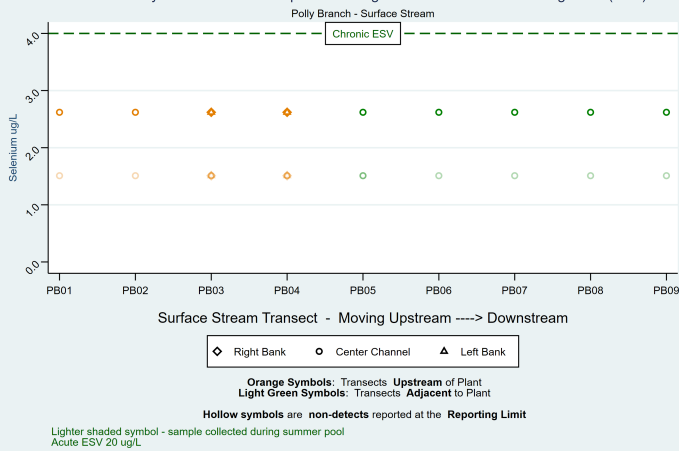 Polly Branch - Surface Stream
Chronic ESV
4.0
3.0
2.0
1.0
0.0
Selenium ug/L
PB01 PB02 PB03 PB04 PB05 PB06 PB07 PB08 PB09
Surface Stream Transect - Moving Upstream ----> Downstream
Right Bank Center Channel Left Bank
Orange Symbols: Transects Upstream of Plant
Light Green Symbols: Transects Adjacent to Plant
Hollow symbols are non-detects reported at the Reporting Limit
Lighter shaded symbol - sample collected during summer pool
Acute ESV 20 ug/L